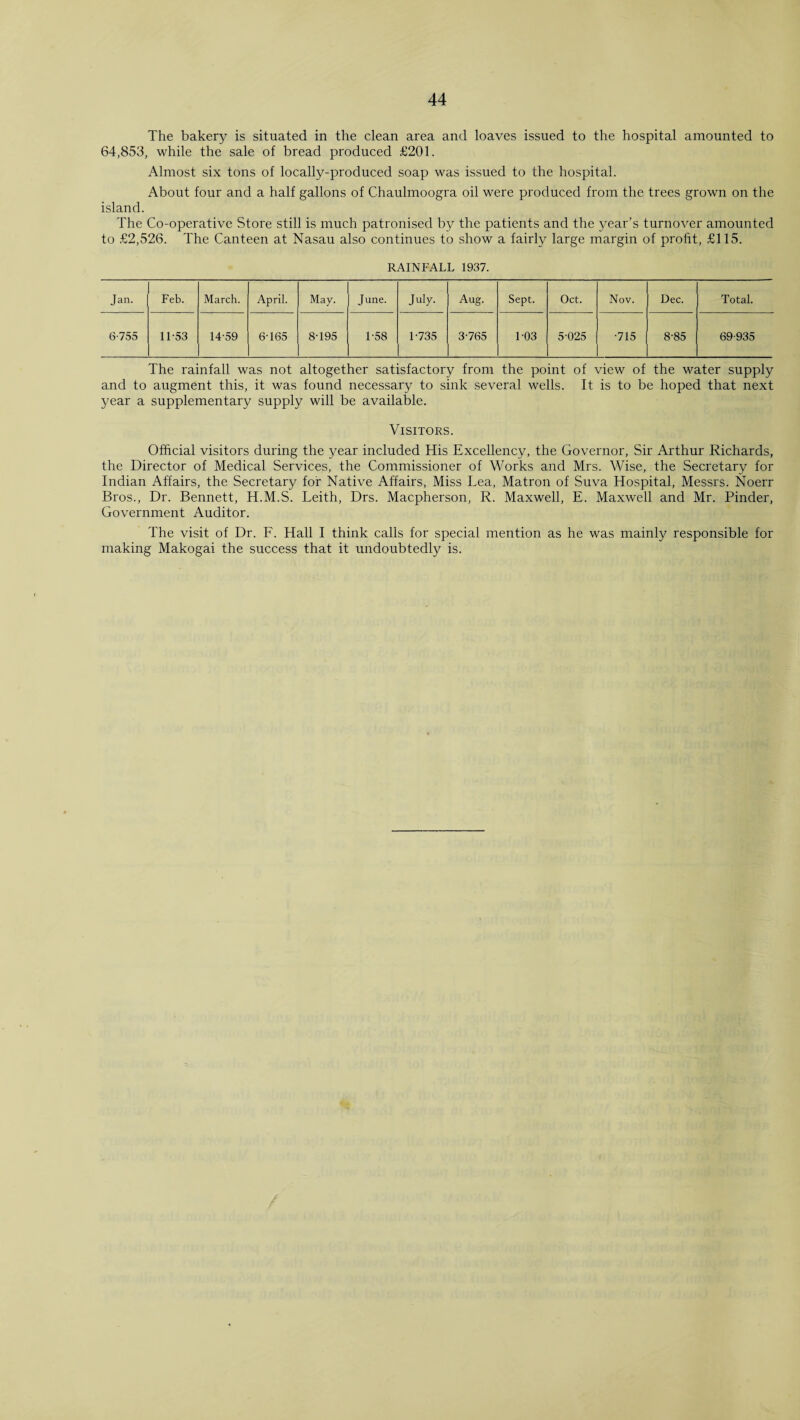 44
The bakery is situated in the clean area and loaves issued to the hospital amounted to
64,853, while the sale of bread produced £201.
Almost six tons of locally-produced soap was issued to the hospital.
About four and a half gallons of Chaulmoogra oil were produced from the trees grown on the
island.
The Co-operative Store still is much patronised by the patients and the year's turnover amounted
to £2,526. The Canteen at Nasau also continues to show a fairly large margin of profit, £115.
RAINFALL 1937.
Jan. Feb. March. April. May. June. July. Aug. Sept. Oct. Nov. Dec. Total.
6·755 11·53 14·59 6·165 8·195 1·58 1·735 3·765 1·03 5·025 ·715 8·85 69·935
The rainfall was not altogether satisfactory from the point of view of the water supply
and to augment this, it was found necessary to sink several wells. It is to be hoped that next
year a supplementary supply will be available.
VISITORS.
Official visitors during the year included His Excellency, the Governor, Sir Arthur Richards,
the Director of Medical Services, the Commissioner of Works and Mrs. Wise, the Secretary for
Indian Affairs, the Secretary for Native Affairs, Miss Lea, Matron of Suva Hospital, Messrs. Noerr
Bros., Dr. Bennett, H.M.S. Leith, Drs. Macpherson, R. Maxwell, E. Maxwell and Mr. Pinder,
Government Auditor.
The visit of Dr. F. Hall I think calls for special mention as he was mainly responsible for
making Makogai the success that it undoubtedly is.